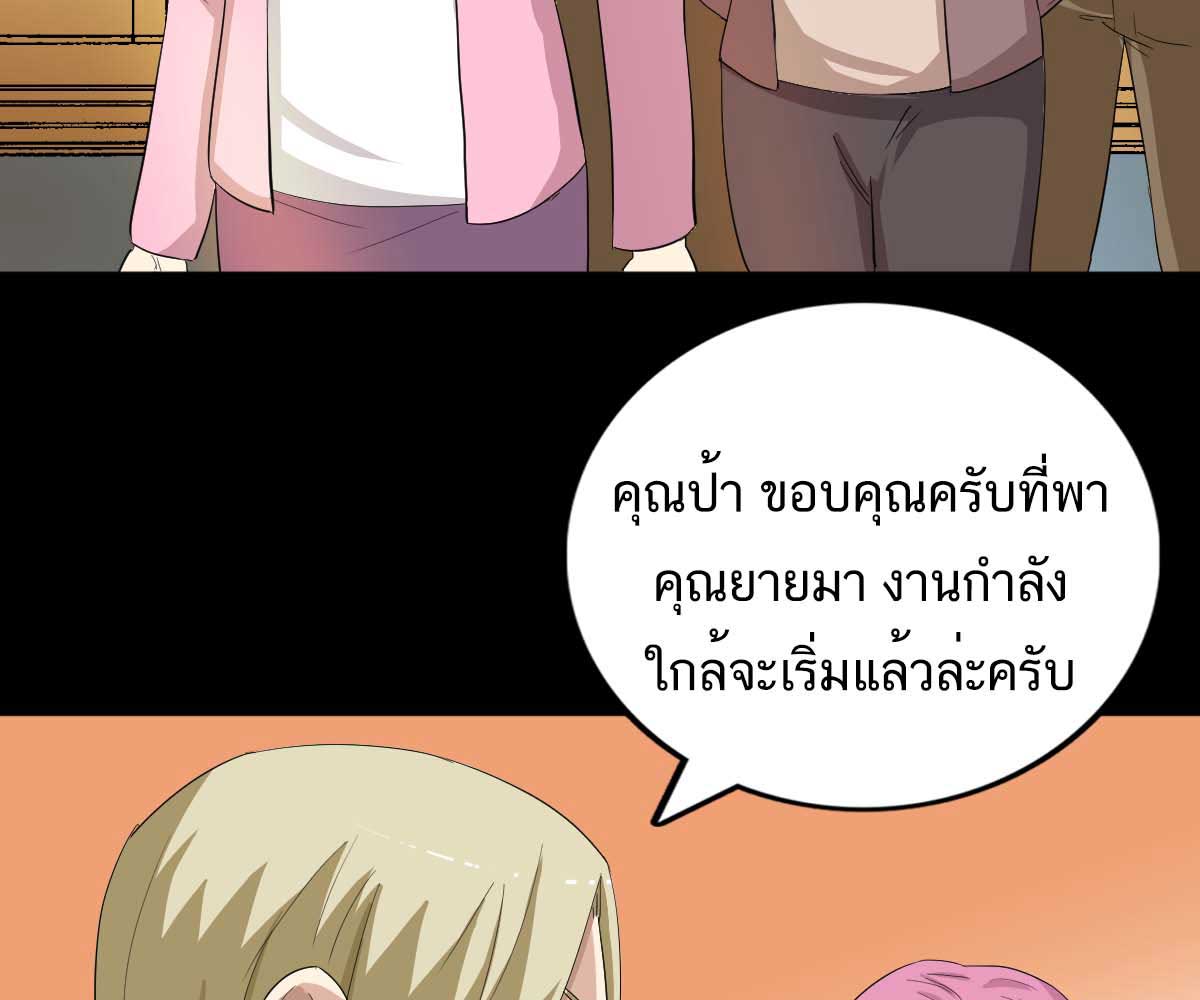 คุณป้า ขอบคุณครับที่พา
คุณยายมา งานกำลัง
ใกล้จะเริ่มแล้วล่ะครับ